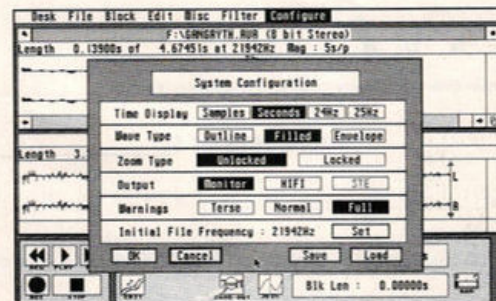 Desk File Block Edit Disc Filter Configure
F:\GANGRYTH.AVR (8 bit Stereo)
Length 0.13900s of 4.67451s at 21942Hz Mag : 5s/p
System Configuration
Time Display Samples Seconds 24Hz 25Hz
Wave Type Outline Filled Envelope
Zoom Type Unlocked Locked
Output Monitor HIFI STE
Warnings Terse Normal Full
Initial File Frequency : 21942Hz Set
OK Cancel Save Load
Length 3.
L
R
PLAY
STOP
Blk Len : 0.00000s